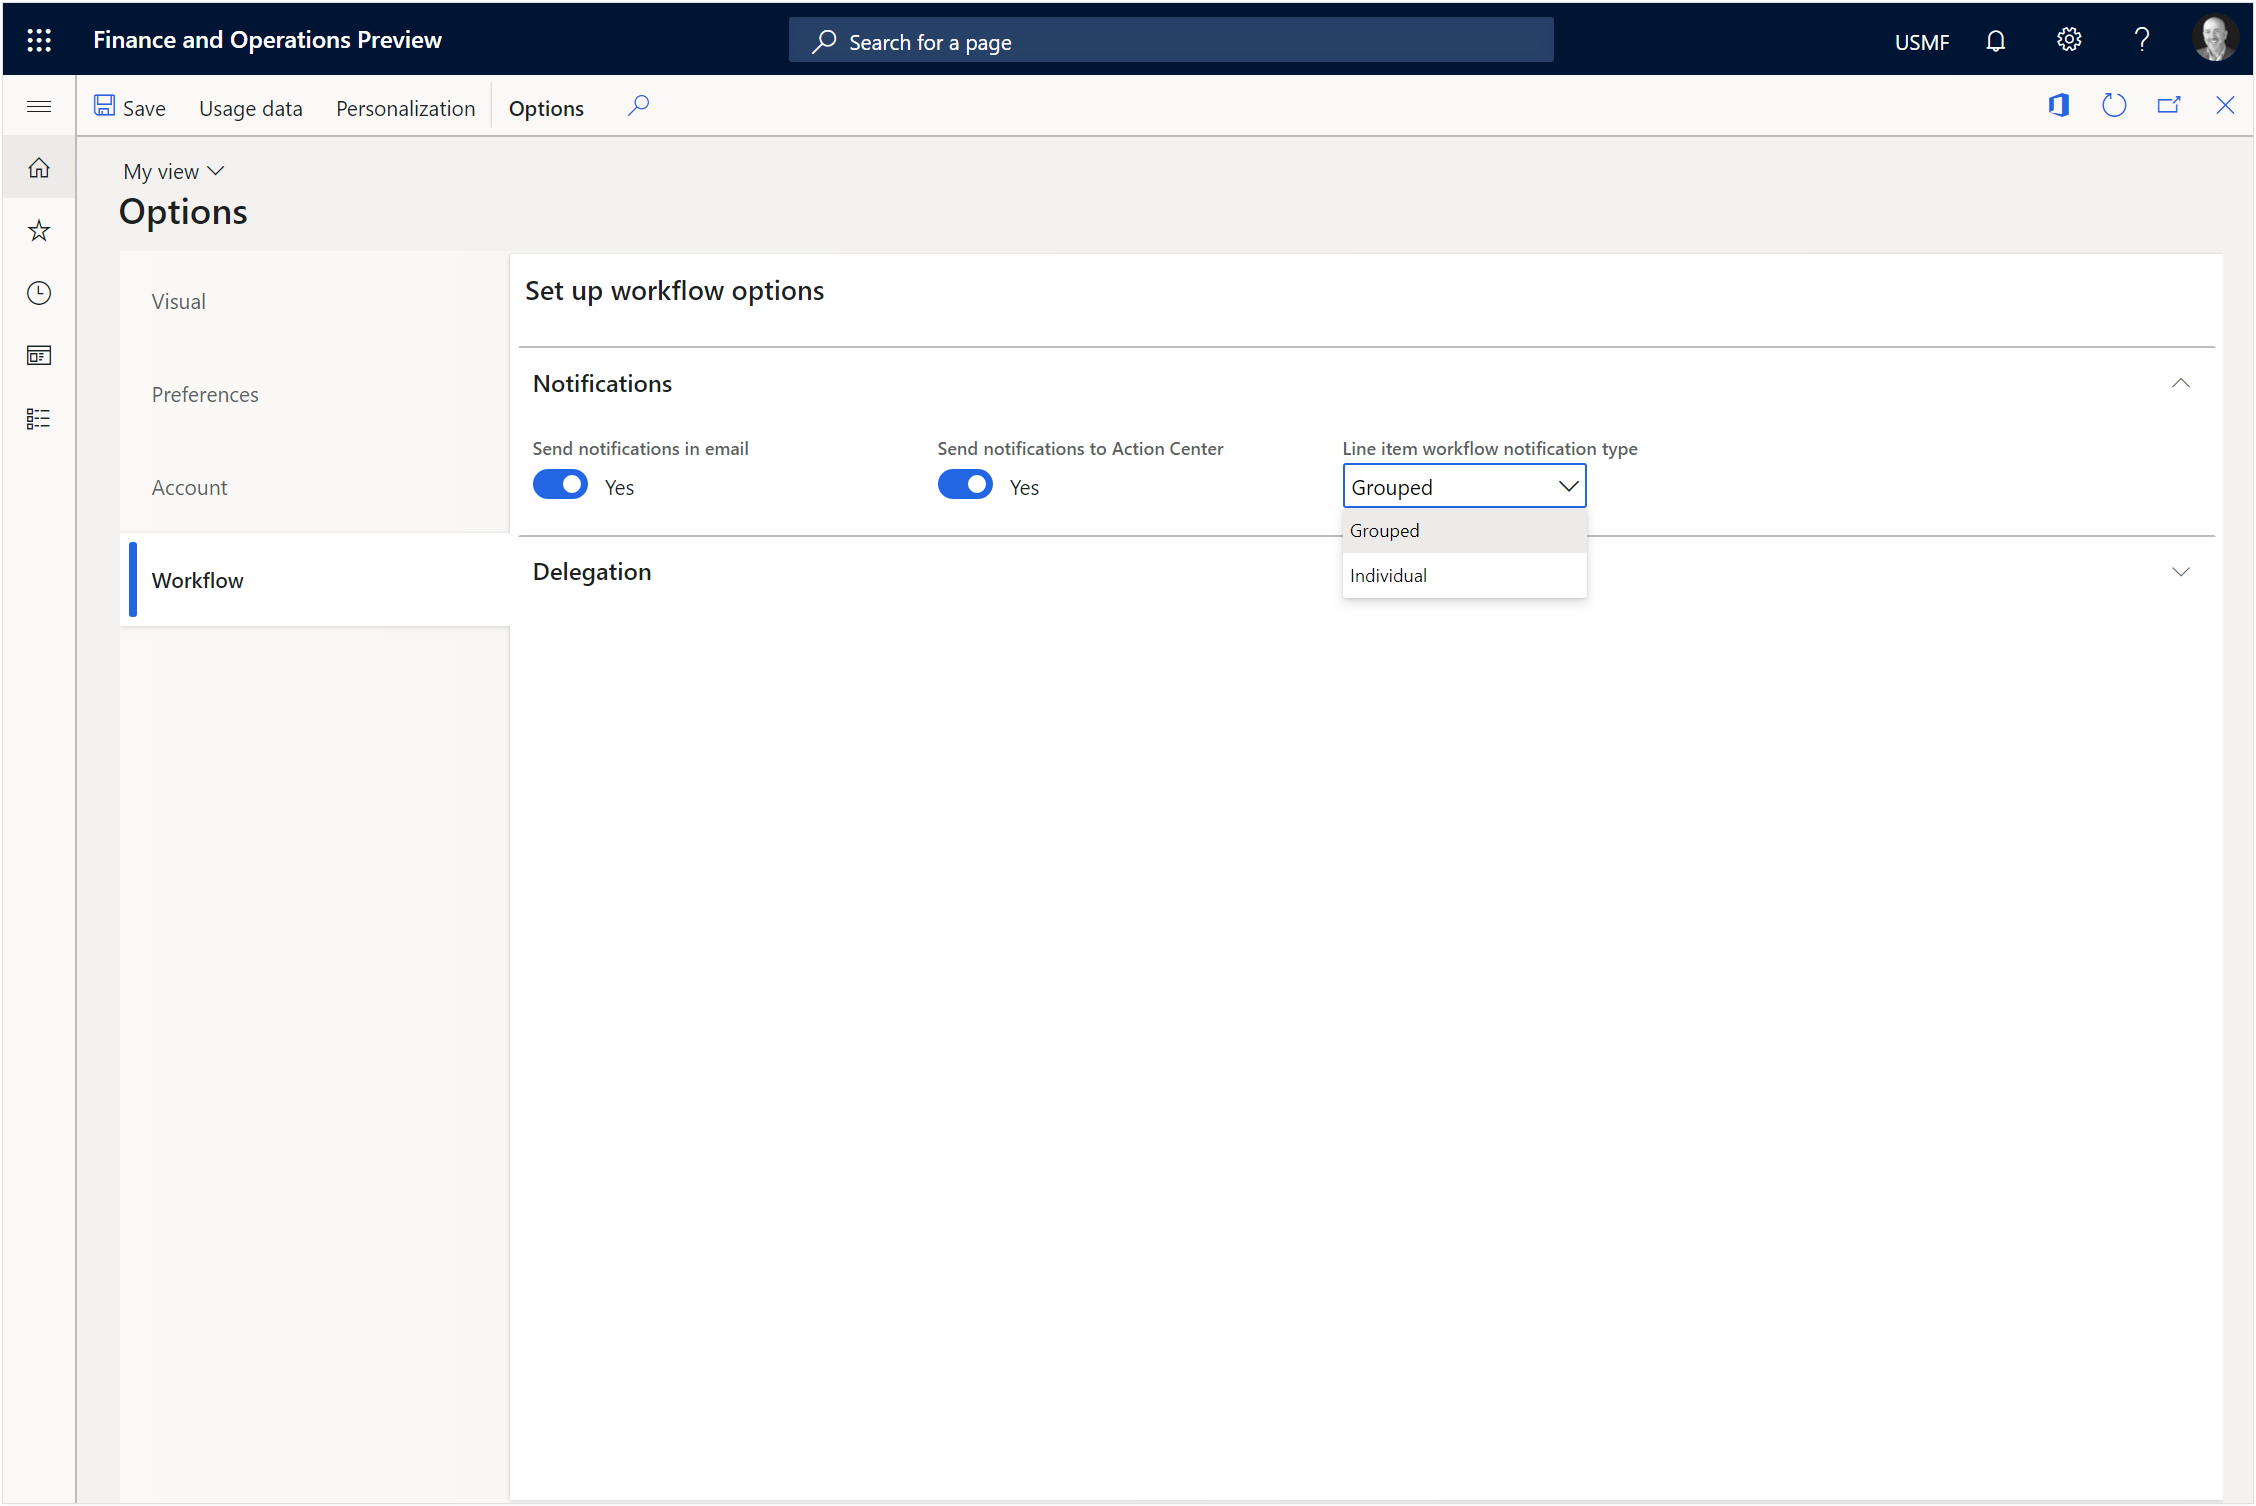 Finance and Operations Preview
Search for a page
USMF
Save
Usage data
Personalization
Options
My view
Options
Visual
Preferences
Account
Workflow
Set up workflow options
Notifications
Send notifications in email
Yes
Send notifications to Action Center
Yes
Line item workflow notification type
Grouped
Grouped
Individual
Delegation